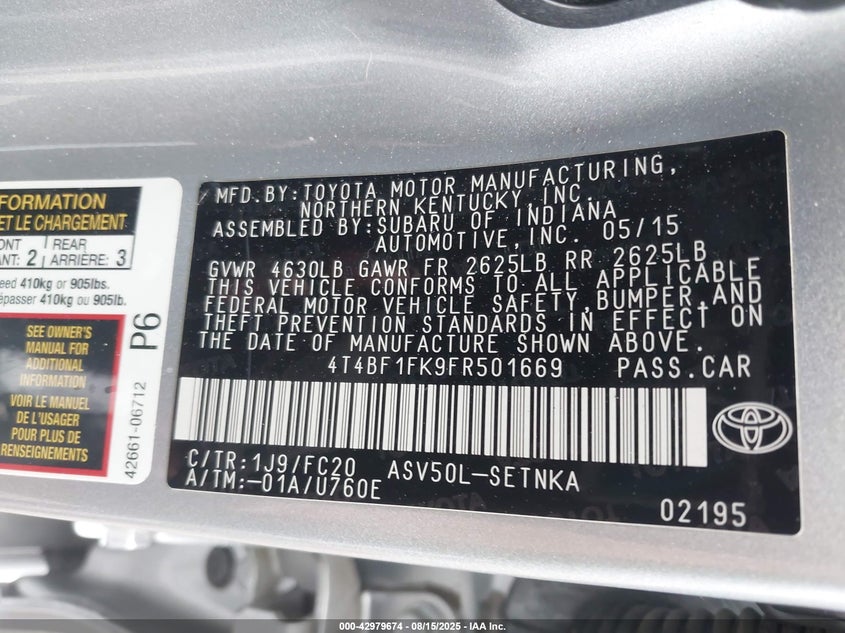 FORMATION
ET LE CHARGEMENT
ONT
ANT: 2
REAR
ARRIÈRE: 3
eed 410kg or 905lbs.
épasser 410kg ou 905lb.
SEE OWNER'S
MANUAL FOR
ADDITIONAL
INFORMATION
VOIR LE MANUEL
DE L'USAGER
POUR PLUS DE
RENSEIGNEMENTS
P6
42661-06712
MFD.BY:TOYOTA MOTOR MANUFACTURING,
NORTHERN KENTUCKY, INC.
ASSEMBLED BY:SUBARU OF INDIANA
AUTOMOTIVE,INC. 05/15
GVWR 4630LB GAWR FR 2625LB RR 2625LB
THIS VEHICLE CONFORMS TO ALL APPLICABLE
FEDERAL MOTOR VEHICLE SAFETY,BUMPER,AND
THEFT PREVENTION STANDARDS IN EFFECT ON
THE DATE OF MANUFACTURE SHOWN ABOVE.
4T4BF1FK9FR501669 PASS.CAR
C/TR:1J9/FC20 ASV50L-SETNKA
A/TM:-01A/U760E
02195
000-42979674 | 08/15/2025 - IAA Inc.